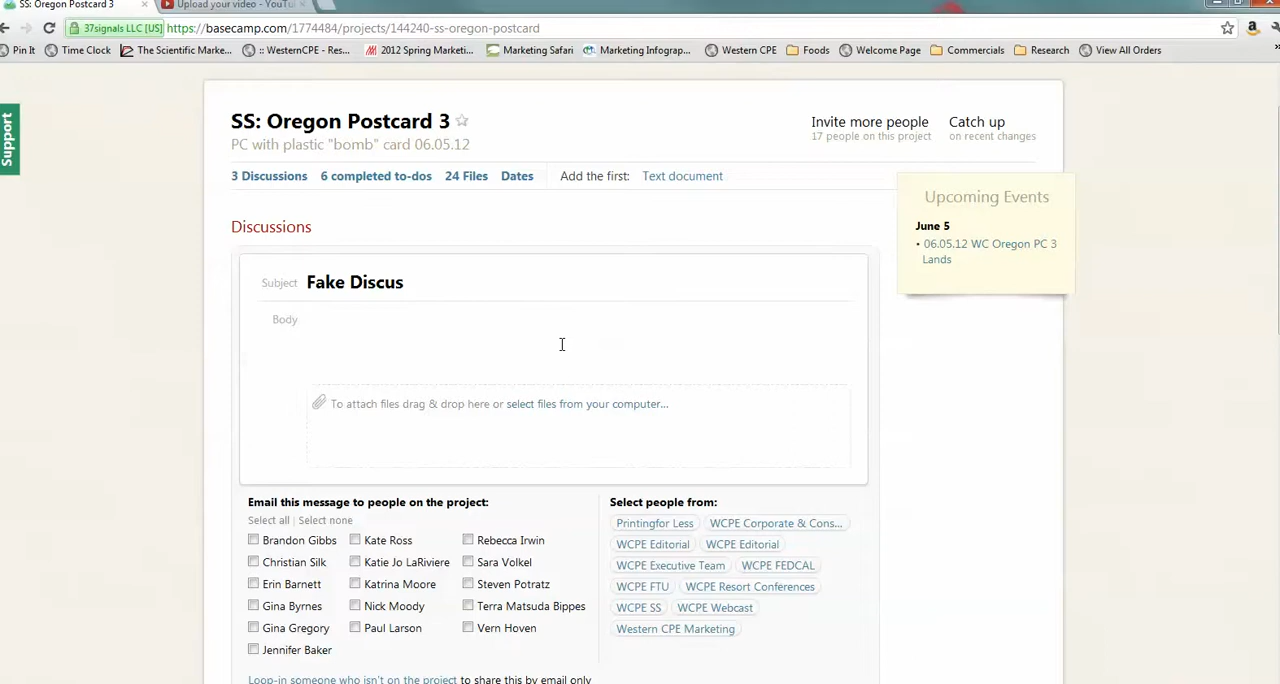 SS: Oregon Postcard 3
Upload your video - YouTu
37signals LLC [US] https://basecamp.com/1774484/projects/144240-ss-oregon-postcard
Pin It Time Clock The Scientific Marke... :: WesternCPE - Res... 2012 Spring Marketi... Marketing Safari Marketing Infograp... Western CPE Foods Welcome Page Commercials Research View All Orders
Support
SS: Oregon Postcard 3
PC with plastic "bomb" card 06.05.12
Invite more people
17 people on this project
Catch up
on recent changes
3 Discussions 6 completed to-dos 24 Files Dates Add the first: Text document
Upcoming Events
June 5
• 06.05.12 WC Oregon PC 3
Lands
Discussions
Subject Fake Discus
Body
To attach files drag & drop here or select files from your computer...
Email this message to people on the project:
Select all | Select none
Brandon Gibbs Kate Ross Rebecca Irwin
Christian Silk Katie Jo LaRiviere Sara Volkel
Erin Barnett Katrina Moore Steven Potratz
Gina Byrnes Nick Moody Terra Matsuda Bippes
Gina Gregory Paul Larson Vern Hoven
Jennifer Baker
Select people from:
Printingfor Less WCPE Corporate & Cons...
WCPE Editorial WCPE Editorial
WCPE Executive Team WCPE FEDCAL
WCPE FTU WCPE Resort Conferences
WCPE SS WCPE Webcast
Western CPE Marketing
Loop-in someone who isn't on the project to share this by email only